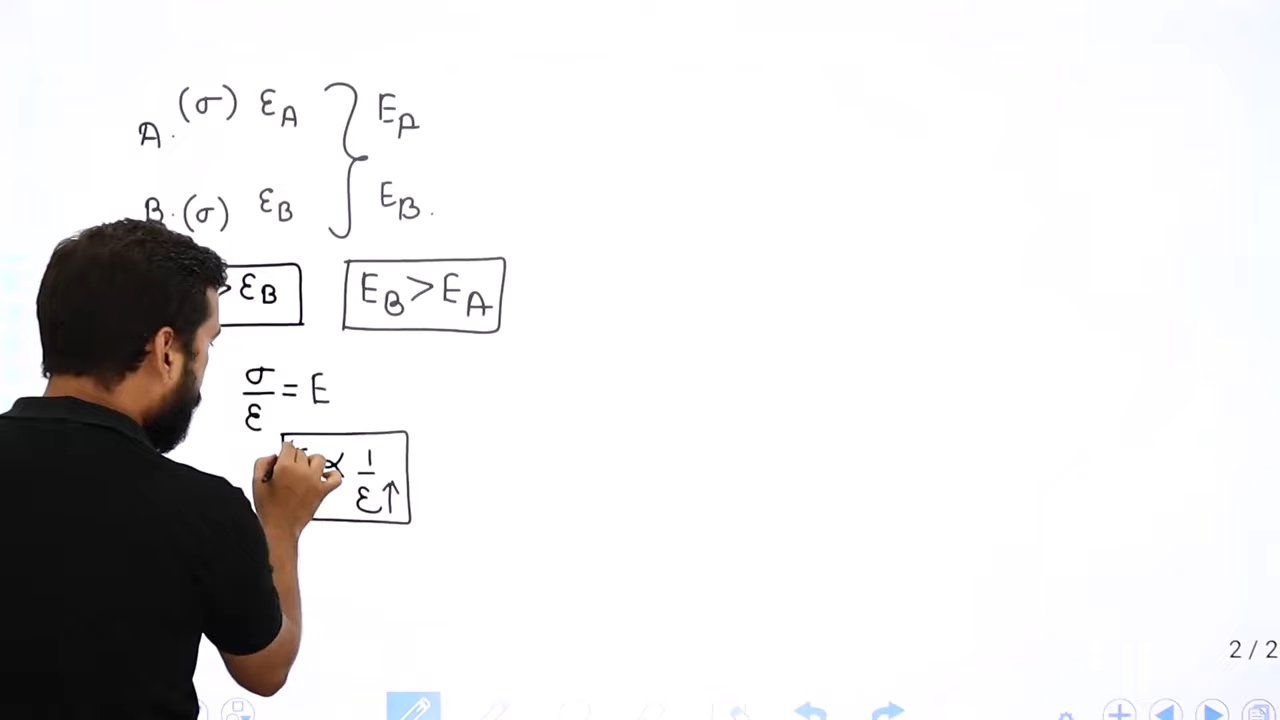 A. (σ) εA } EA
B. (σ) εB } EB.
> εB EB > EA
σ/ε = E
∝ 1/ε↑
2 / 2